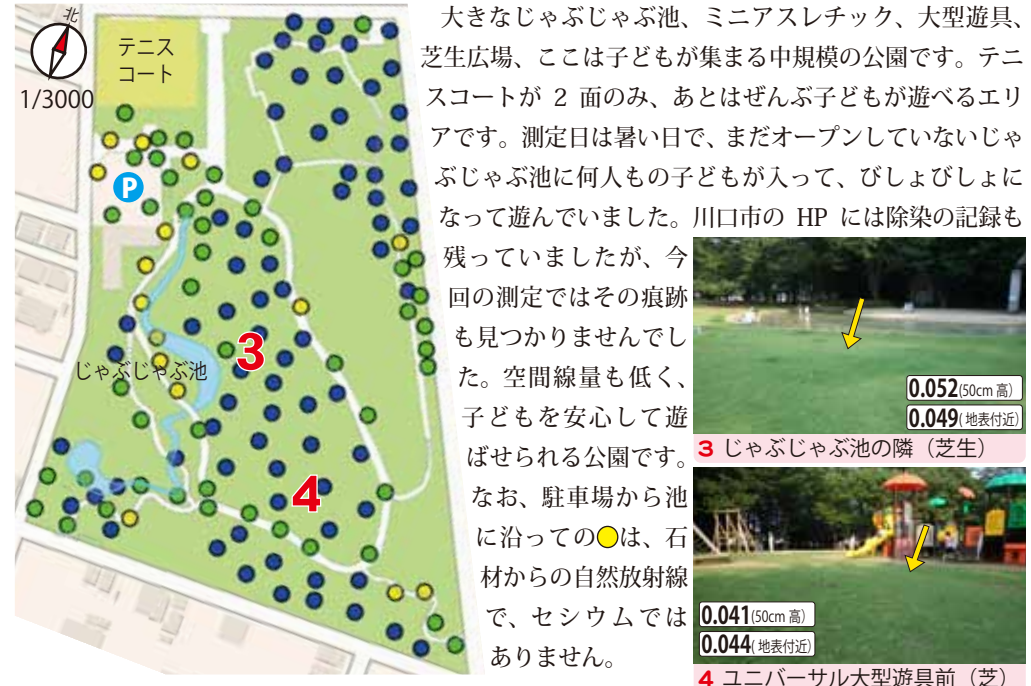 北
1/3000
テニス
コート
P
じゃぶじゃぶ池
3
4
大きなじゃぶじゃぶ池、ミニアスレチック、大型遊具、
芝生広場、ここは子どもが集まる中規模の公園です。テニ
スコートが 2 面のみ、あとはぜんぶ子どもが遊べるエリ
アです。測定日は暑い日で、まだオープンしていないじゃ
ぶじゃぶ池に何人もの子どもが入って、びしょびしょに
なって遊んでいました。川口市の HP には除染の記録も
残っていましたが、今
回の測定ではその痕跡
も見つかりませんでし
た。空間線量も低く、
子どもを安心して遊
ばせられる公園です。
なお、駐車場から池
に沿っての●は、石
材からの自然放射線
で、セシウムでは
ありません。
0.052(50cm 高)
0.049(地表付近)
3 じゃぶじゃぶ池の隣（芝生）
0.041(50cm 高)
0.044(地表付近)
4 ユニバーサル大型遊具前（芝）